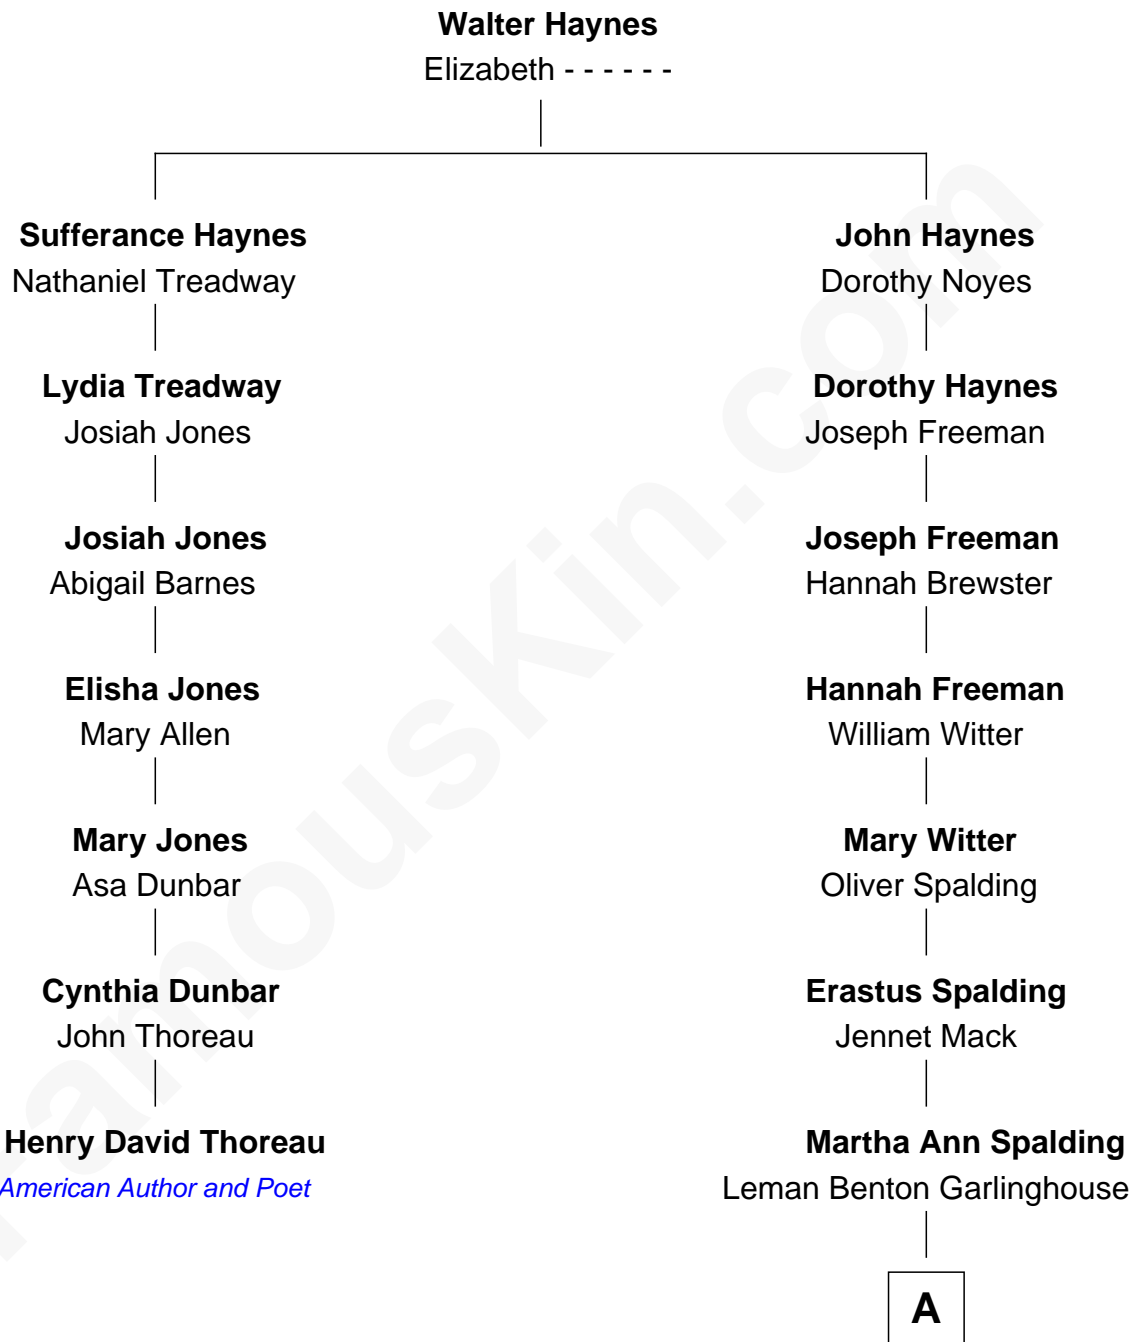 Walter Haynes
Elizabeth - - - - - -
Sufferance Haynes
Nathaniel Treadway
John Haynes
Dorothy Noyes
Lydia Treadway
Josiah Jones
Dorothy Haynes
Joseph Freeman
Josiah Jones
Abigail Barnes
Joseph Freeman
Hannah Brewster
Elisha Jones
Mary Allen
Hannah Freeman
William Witter
Mary Jones
Asa Dunbar
Mary Witter
Oliver Spalding
Cynthia Dunbar
John Thoreau
Erastus Spalding
Jennet Mack
Henry David Thoreau
American Author and Poet
Martha Ann Spalding
Leman Benton Garlinghouse
A
FamousKin.com